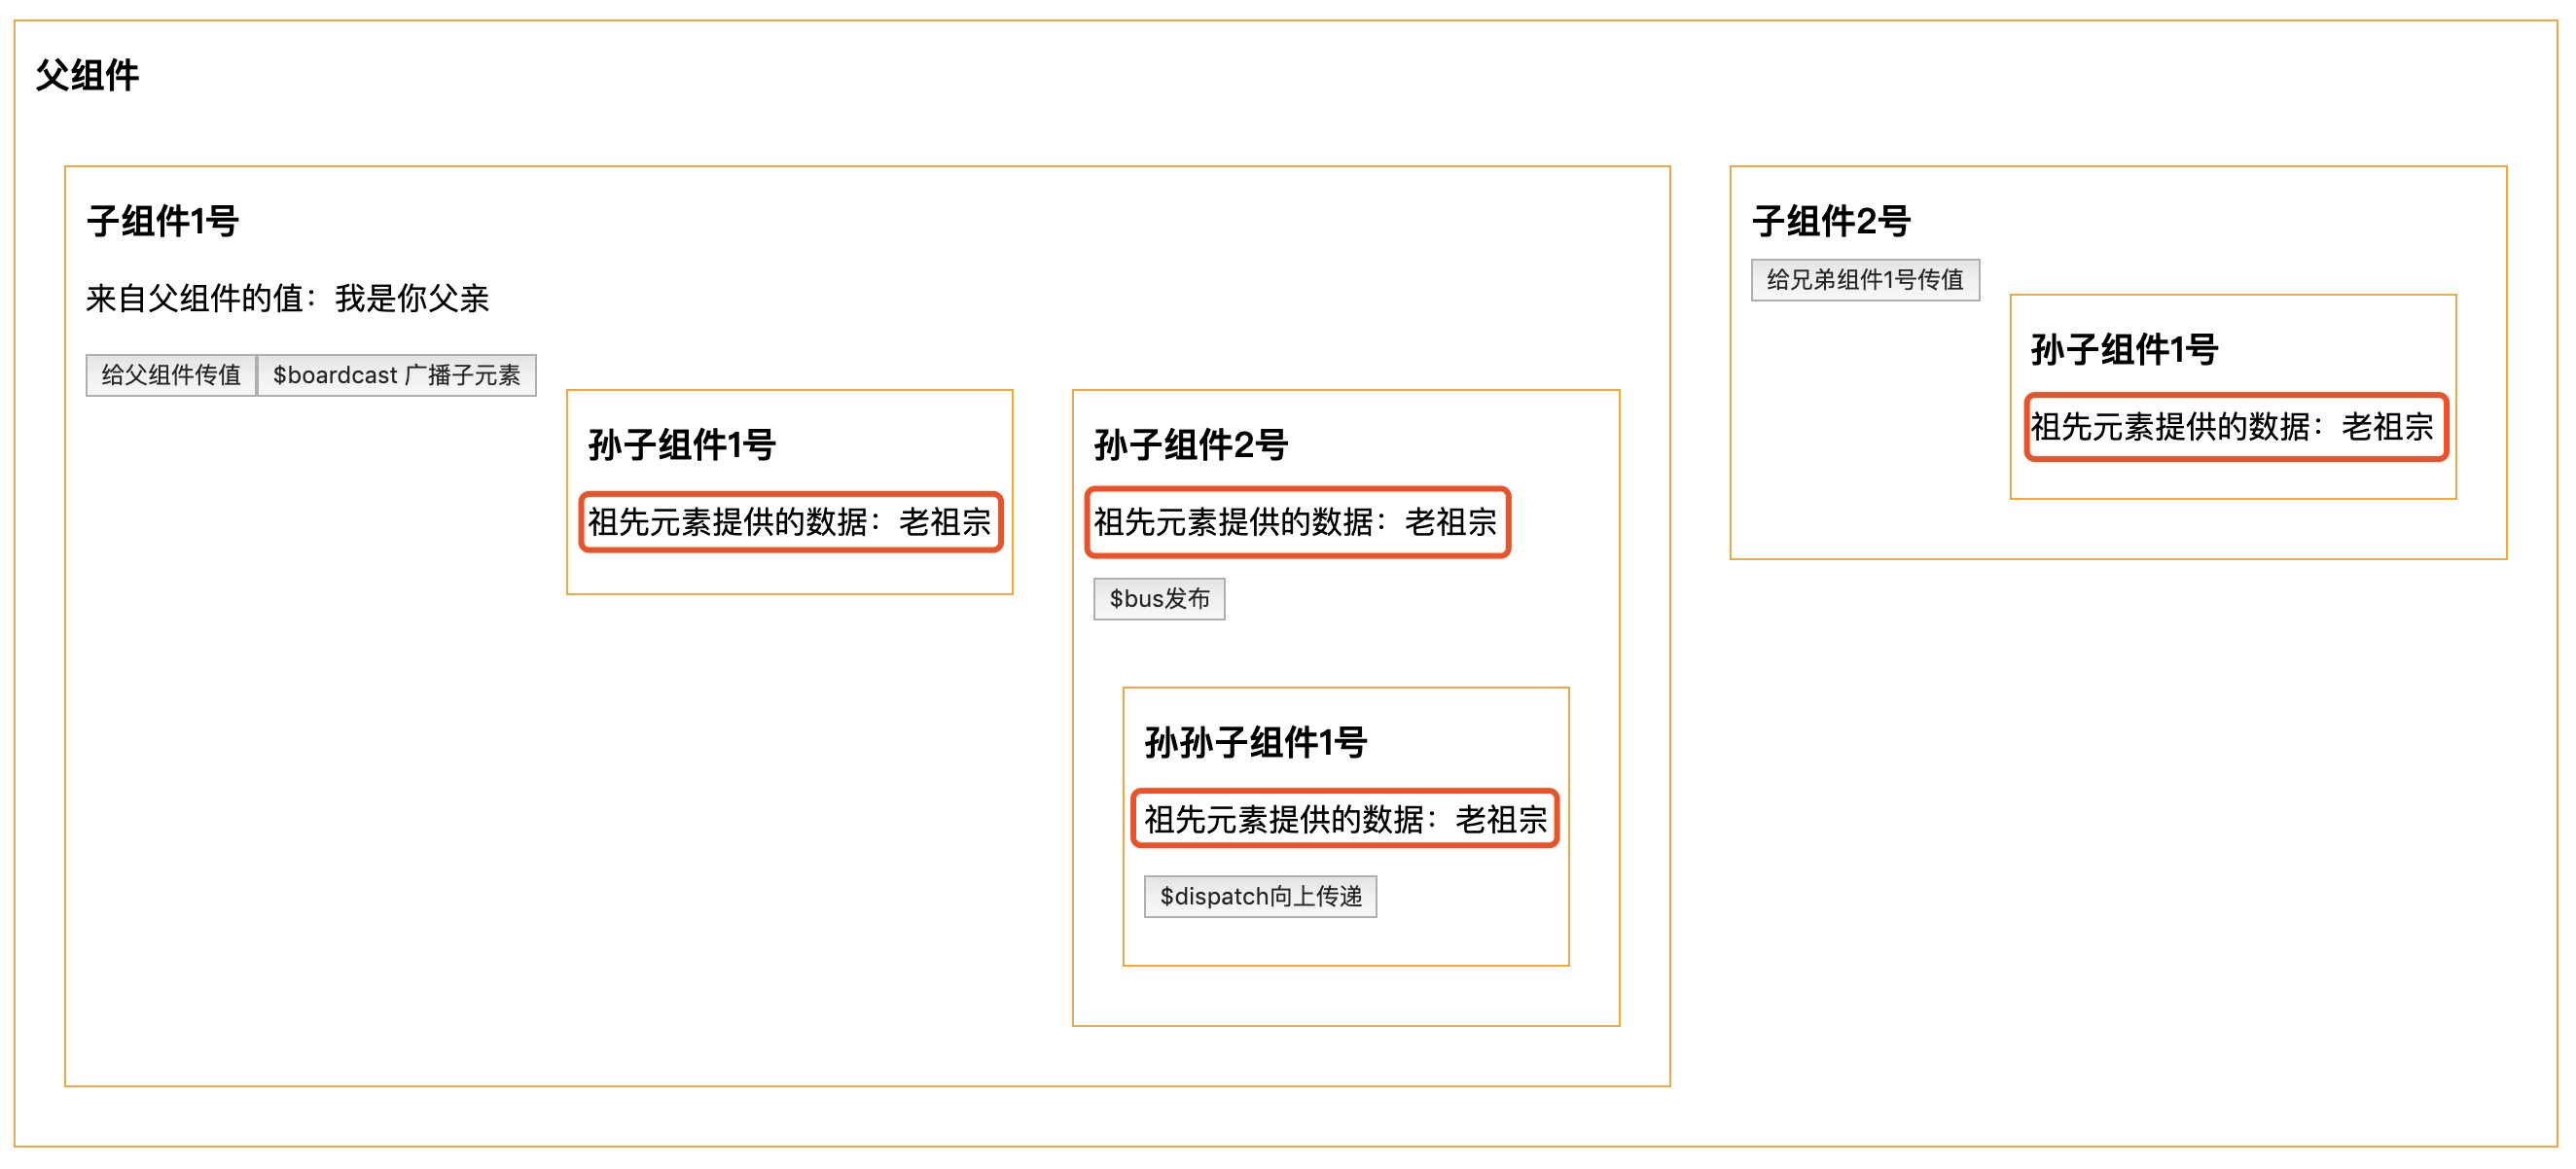 父组件
子组件1号
来自父组件的值：我是你父亲
给父组件传值
$boardcast 广播子元素
孙子组件1号
祖先元素提供的数据：老祖宗
孙子组件2号
祖先元素提供的数据：老祖宗
$bus发布
孙孙子组件1号
祖先元素提供的数据：老祖宗
$dispatch向上传递
子组件2号
给兄弟组件1号传值
孙子组件1号
祖先元素提供的数据：老祖宗